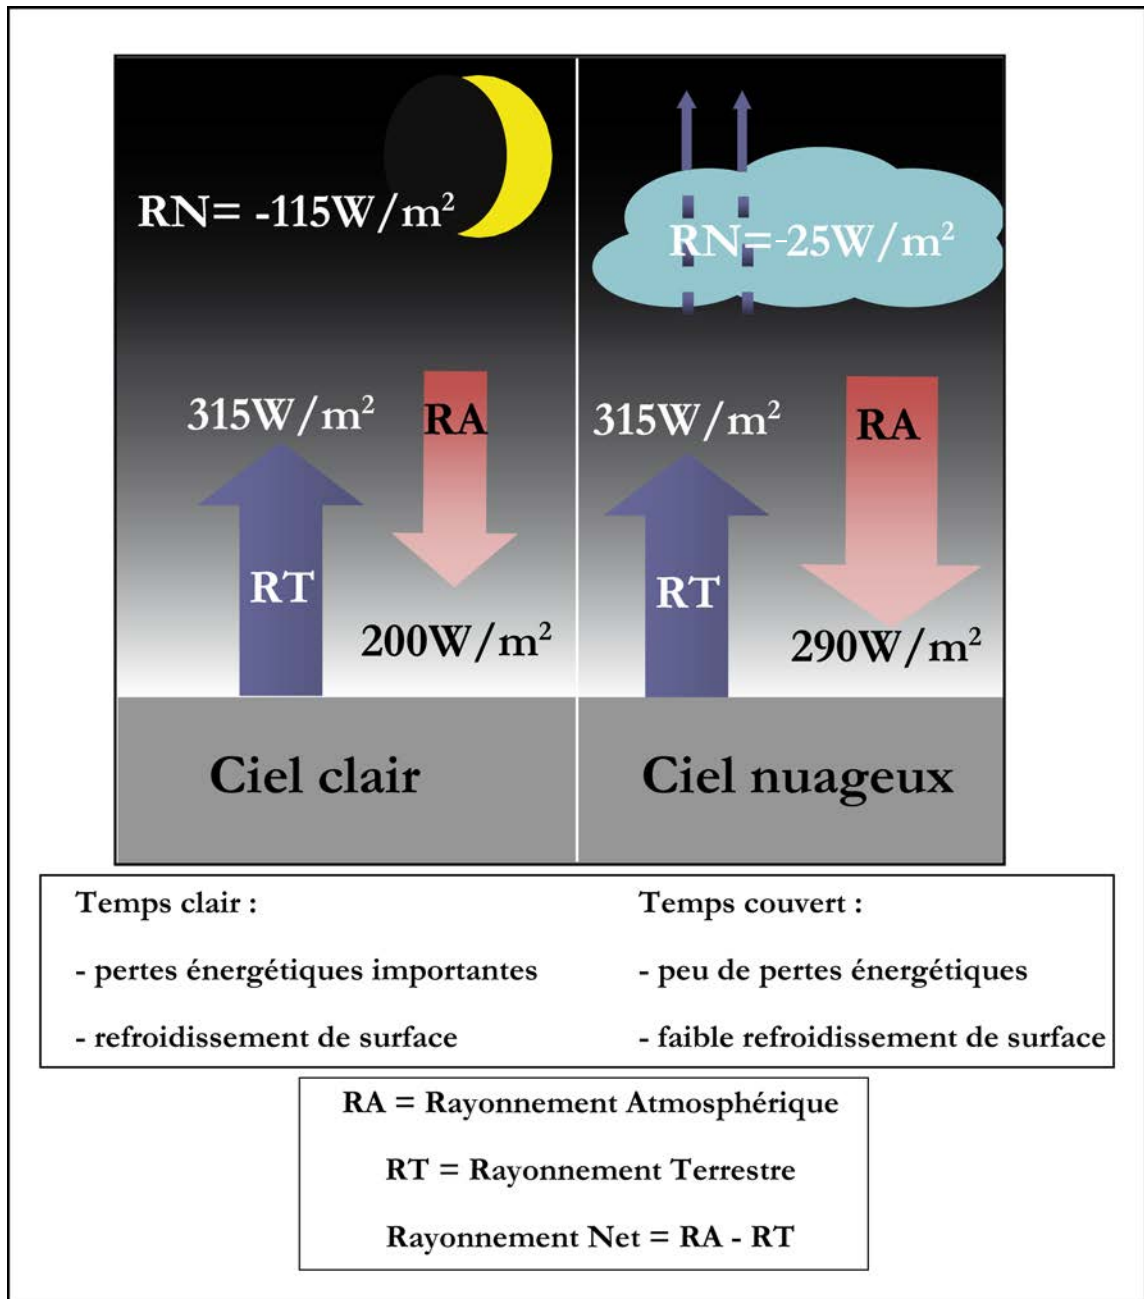 RN= -115W/m²
315W/m²
RA
RT
200W/m²
Ciel clair
RN=-25W/m²
315W/m²
RA
RT
290W/m²
Ciel nuageux
Temps clair :
- pertes énergétiques importantes
- refroidissement de surface
Temps couvert :
- peu de pertes énergétiques
- faible refroidissement de surface
RA = Rayonnement Atmosphérique
RT = Rayonnement Terrestre
Rayonnement Net = RA - RT